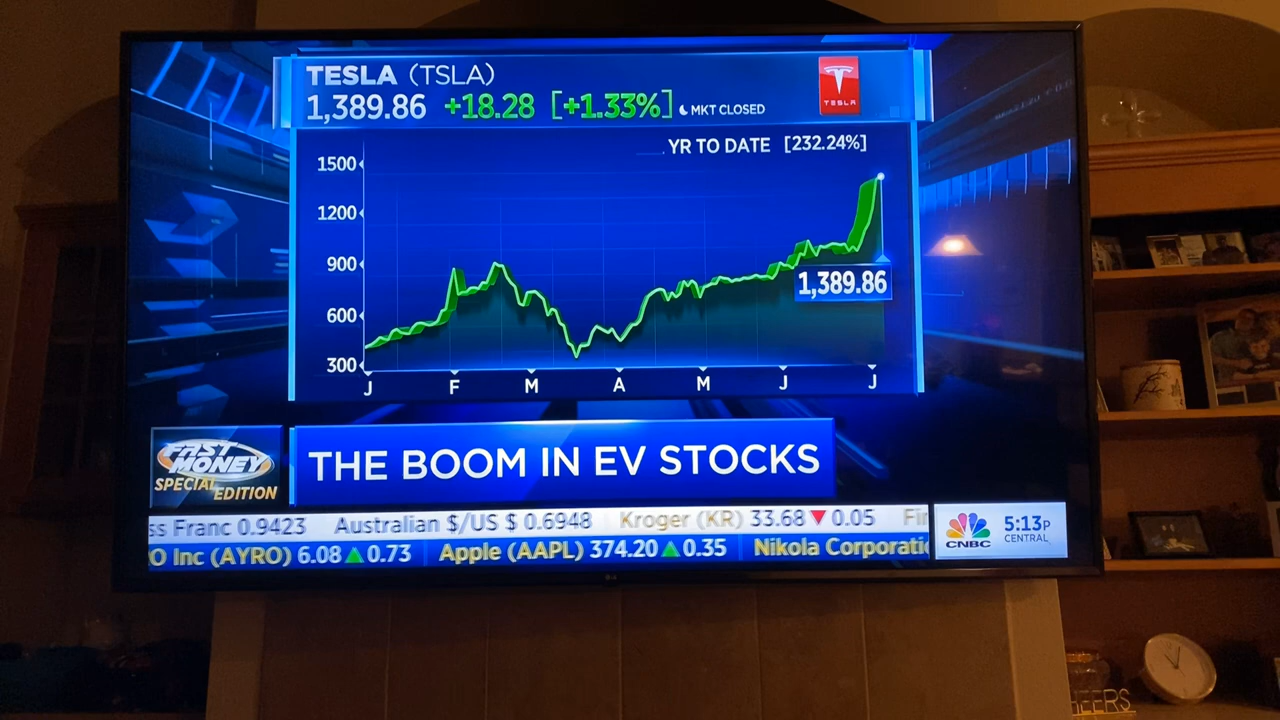 TESLA (TSLA)
1,389.86 +18.28 [+1.33%] MKT CLOSED
TESLA
YR TO DATE [232.24%]
1500
1200
900
600
300
1,389.86
J F M A M J J
FAST MONEY
SPECIAL EDITION
THE BOOM IN EV STOCKS
ss Franc 0.9423 Australian $/US $ 0.6948 Kroger (KR) 33.68 ▼ 0.05 Fin
O Inc (AYRO) 6.08 ▲ 0.73 Apple (AAPL) 374.20 ▲ 0.35 Nikola Corporati
CNBC
5:13P
CENTRAL
LG
HEERS